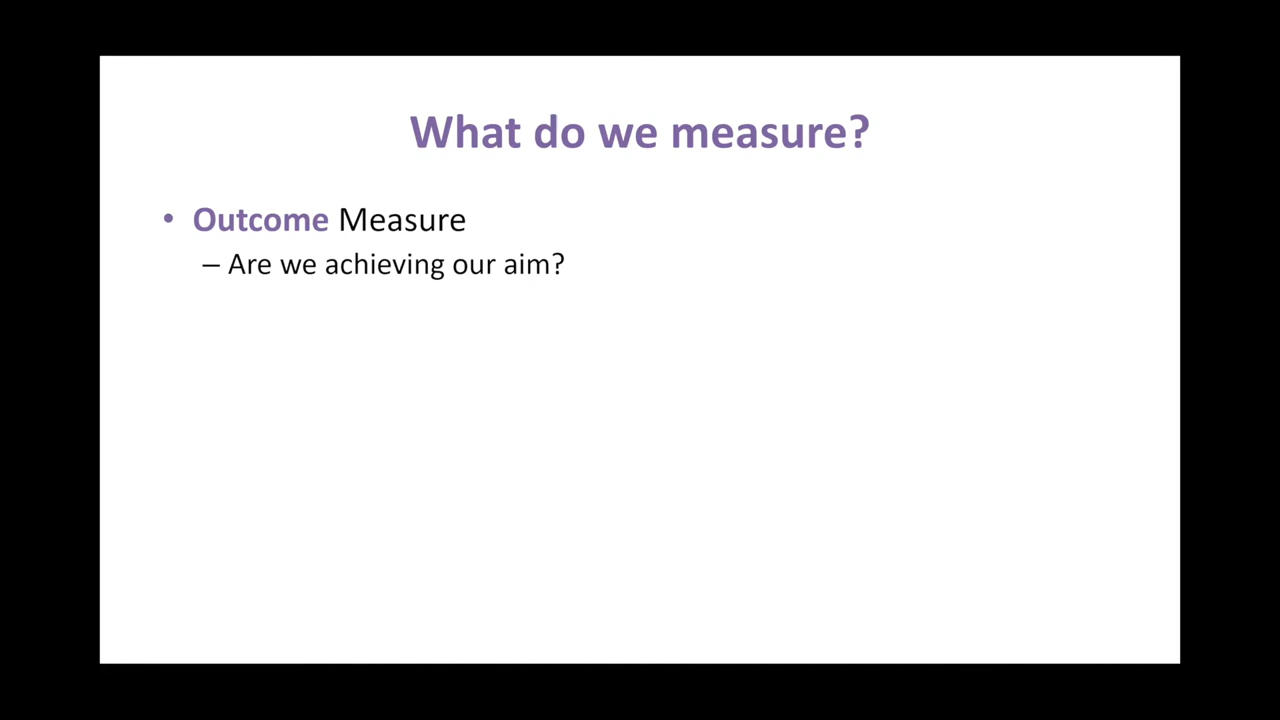 What do we measure?
• Outcome Measure
– Are we achieving our aim?